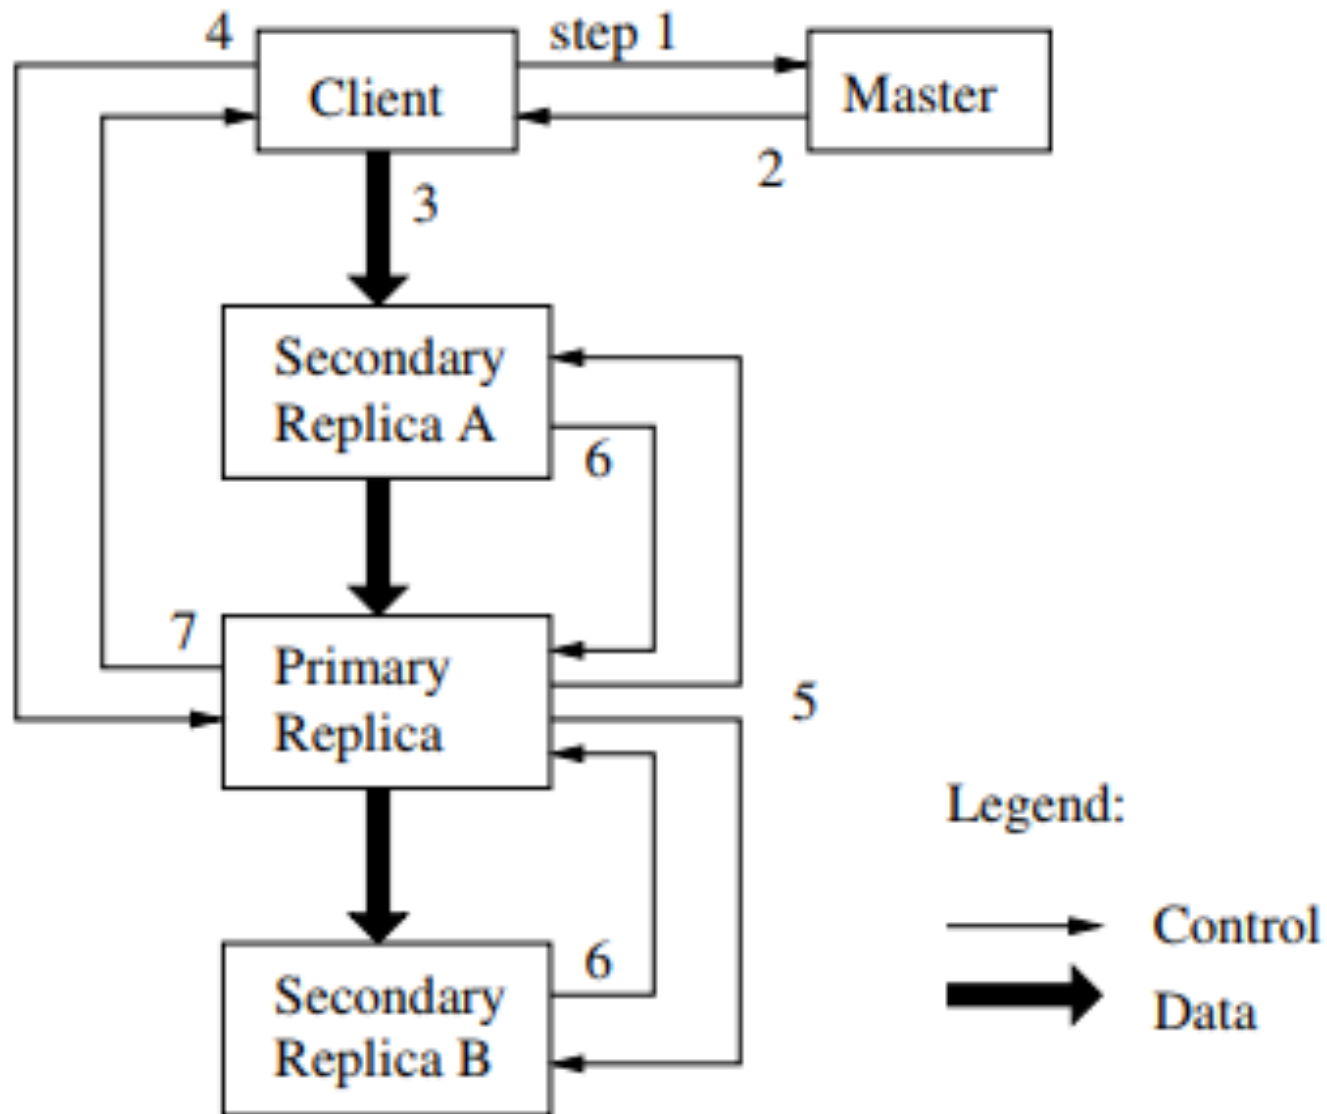 4
step 1
Client
Master
2
3
Secondary
Replica A
6
7
Primary
Replica
5
Legend:
Control
Data
6
Secondary
Replica B